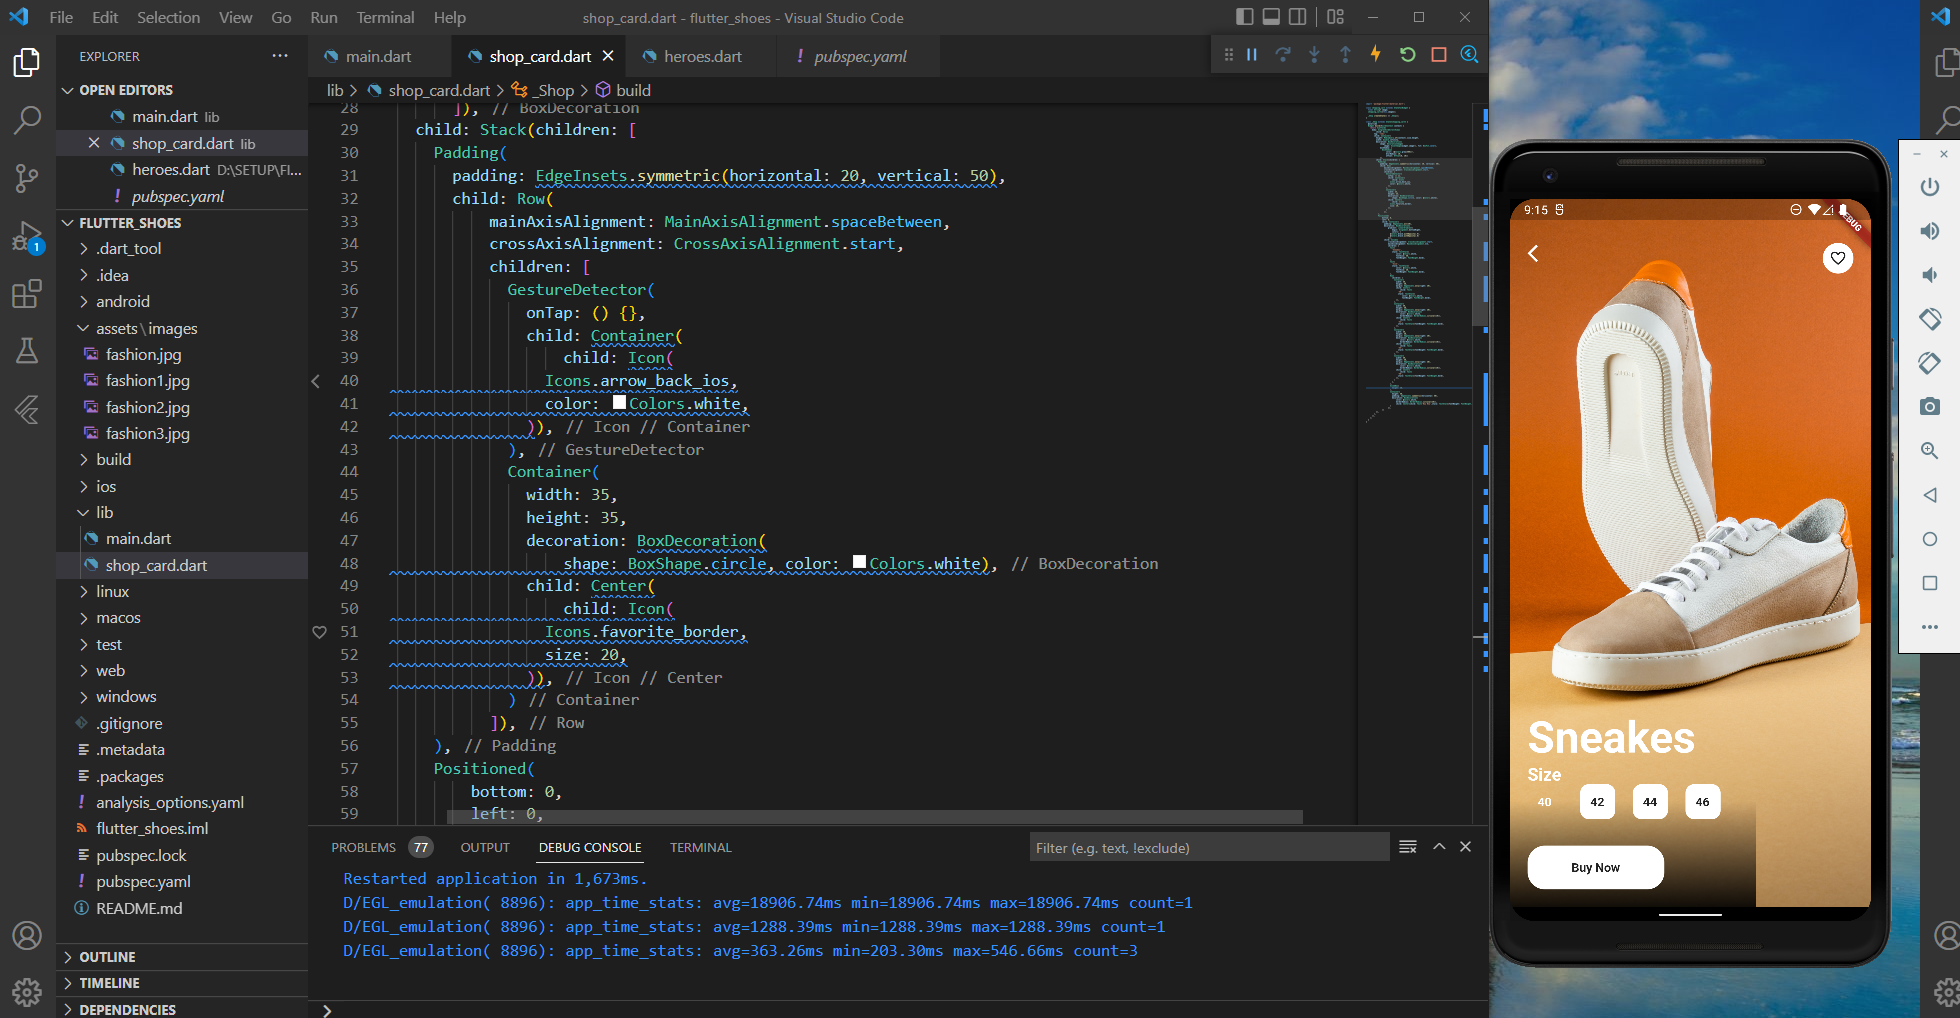 File Edit Selection View Go Run Terminal Help
shop_card.dart - flutter_shoes - Visual Studio Code
EXPLORER
OPEN EDITORS
main.dart lib
shop_card.dart lib
heroes.dart D:\SETUP\Fl...
! pubspec.yaml
FLUTTER_SHOES
.dart_tool
.idea
android
assets\images
fashion.jpg
fashion1.jpg
fashion2.jpg
fashion3.jpg
build
ios
lib
main.dart
shop_card.dart
linux
macos
test
web
windows
.gitignore
.metadata
.packages
! analysis_options.yaml
flutter_shoes.iml
pubspec.lock
! pubspec.yaml
README.md
OUTLINE
TIMELINE
DEPENDENCIES
1
main.dart
shop_card.dart
heroes.dart
! pubspec.yaml
lib > shop_card.dart > _Shop > build
28 ]), // BoxDecoration
29 child: Stack(children: [
30 Padding(
31 padding: EdgeInsets.symmetric(horizontal: 20, vertical: 50),
32 child: Row(
33 mainAxisAlignment: MainAxisAlignment.spaceBetween,
34 crossAxisAlignment: CrossAxisAlignment.start,
35 children: [
36 GestureDetector(
37 onTap: () {},
38 child: Container(
39 child: Icon(
40 Icons.arrow_back_ios,
41 color: Colors.white,
42 )), // Icon // Container
43 ), // GestureDetector
44 Container(
45 width: 35,
46 height: 35,
47 decoration: BoxDecoration(
48 shape: BoxShape.circle, color: Colors.white), // BoxDecoration
49 child: Center(
50 child: Icon(
51 Icons.favorite_border,
52 size: 20,
53 )), // Icon // Center
54 ) // Container
55 ]), // Row
56 ), // Padding
57 Positioned(
58 bottom: 0,
59 left: 0,
PROBLEMS 77 OUTPUT DEBUG CONSOLE TERMINAL
Filter (e.g. text, !exclude)
Restarted application in 1,673ms.
D/EGL_emulation( 8896): app_time_stats: avg=18906.74ms min=18906.74ms max=18906.74ms count=1
D/EGL_emulation( 8896): app_time_stats: avg=1288.39ms min=1288.39ms max=1288.39ms count=1
D/EGL_emulation( 8896): app_time_stats: avg=363.26ms min=203.30ms max=546.66ms count=3
9:15
Sneakes
Size
40 42 44 46
Buy Now